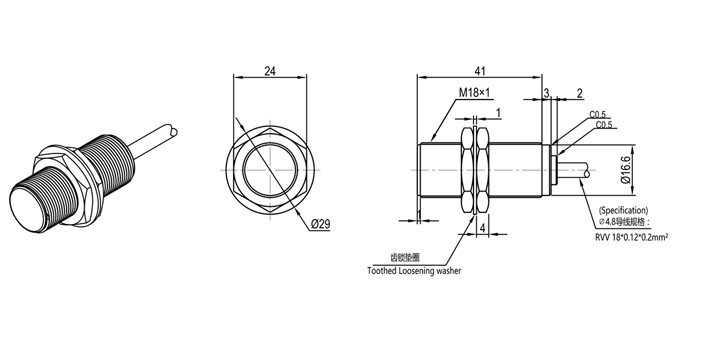 24
41
M18×1
3
2
1
C0.5
C0.5
Ø16.6
Ø29
1
4
(Specification)
Ø4.8导线规格：
RVV 18*0.12*0.2mm²
齿锁垫圈
Toothed Loosening washer